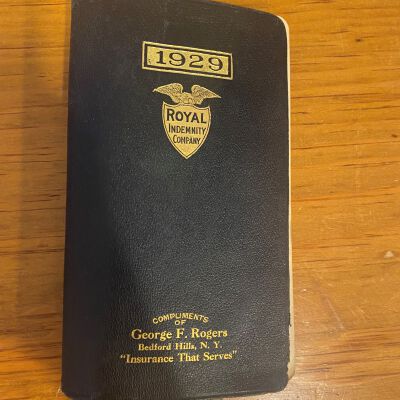 1929
ROYAL
INDEMNITY
COMPANY
COMPLIMENTS
OF
George F. Rogers
Bedford Hills, N. Y.
"Insurance That Serves"